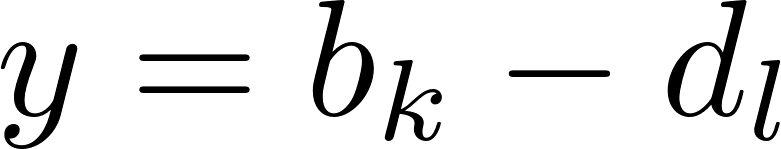 y = b_k − d_l